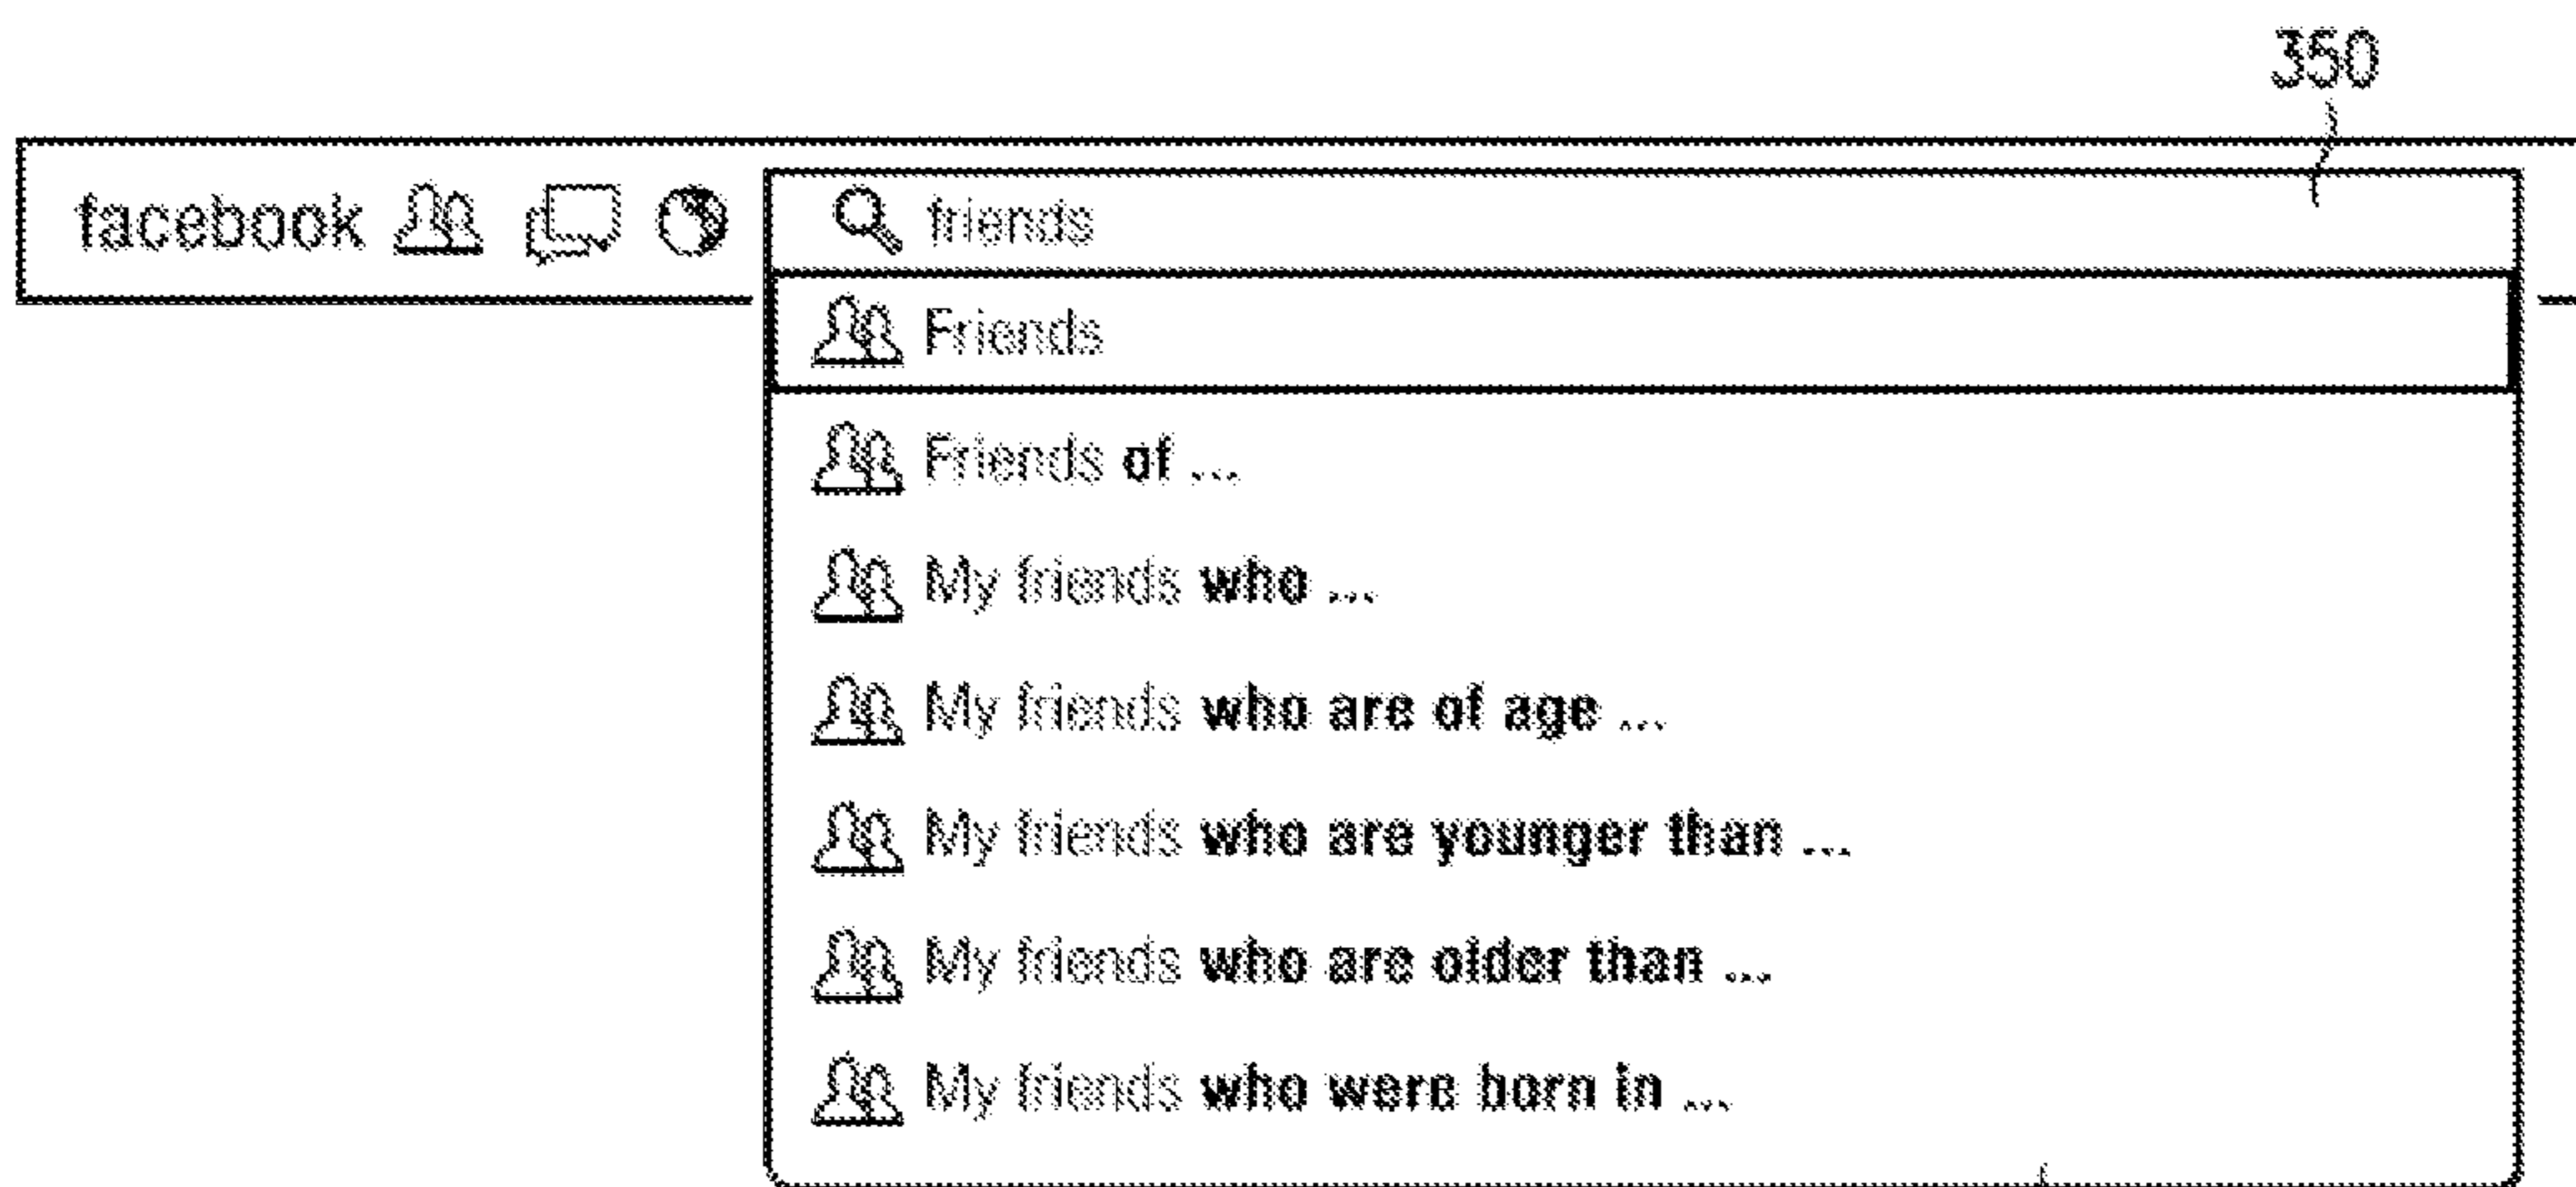 350
facebook friends
Friends
Friends of ...
My friends who ...
My friends who are of age ...
My friends who are younger than ...
My friends who are older than ...
My friends who were born in ...